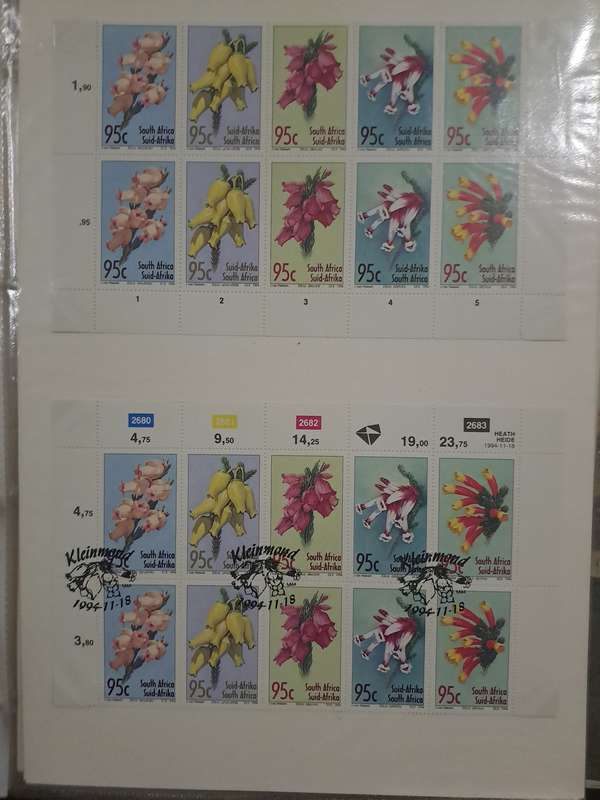 1,90
95c South Africa Suid-Afrika
95c Suid-Afrika South Africa
95c South Africa Suid-Afrika
95c Suid-Afrika South Africa
95c South Africa Suid-Afrika
,95
95c South Africa Suid-Afrika
95c Suid-Afrika South Africa
95c South Africa Suid-Afrika
95c Suid-Afrika South Africa
95c South Africa Suid-Afrika
1 2 3 4 5
2680 2681 2682 2683
4,75 9,50 14,25 19,00 23,75
HEATH
HEIDE
1994-11-18
4,75
Kleinmond Kleinmond Kleinmond
95c South Africa Suid-Afrika
95c Suid-Afrika South Africa
95c South Africa Suid-Afrika
95c Suid-Afrika South Africa
95c South Africa Suid-Afrika
1994-11-18 1994-11-18 1994-11-18
3,80
95c South Africa Suid-Afrika
95c Suid-Afrika South Africa
95c South Africa Suid-Afrika
95c Suid-Afrika South Africa
95c South Africa Suid-Afrika